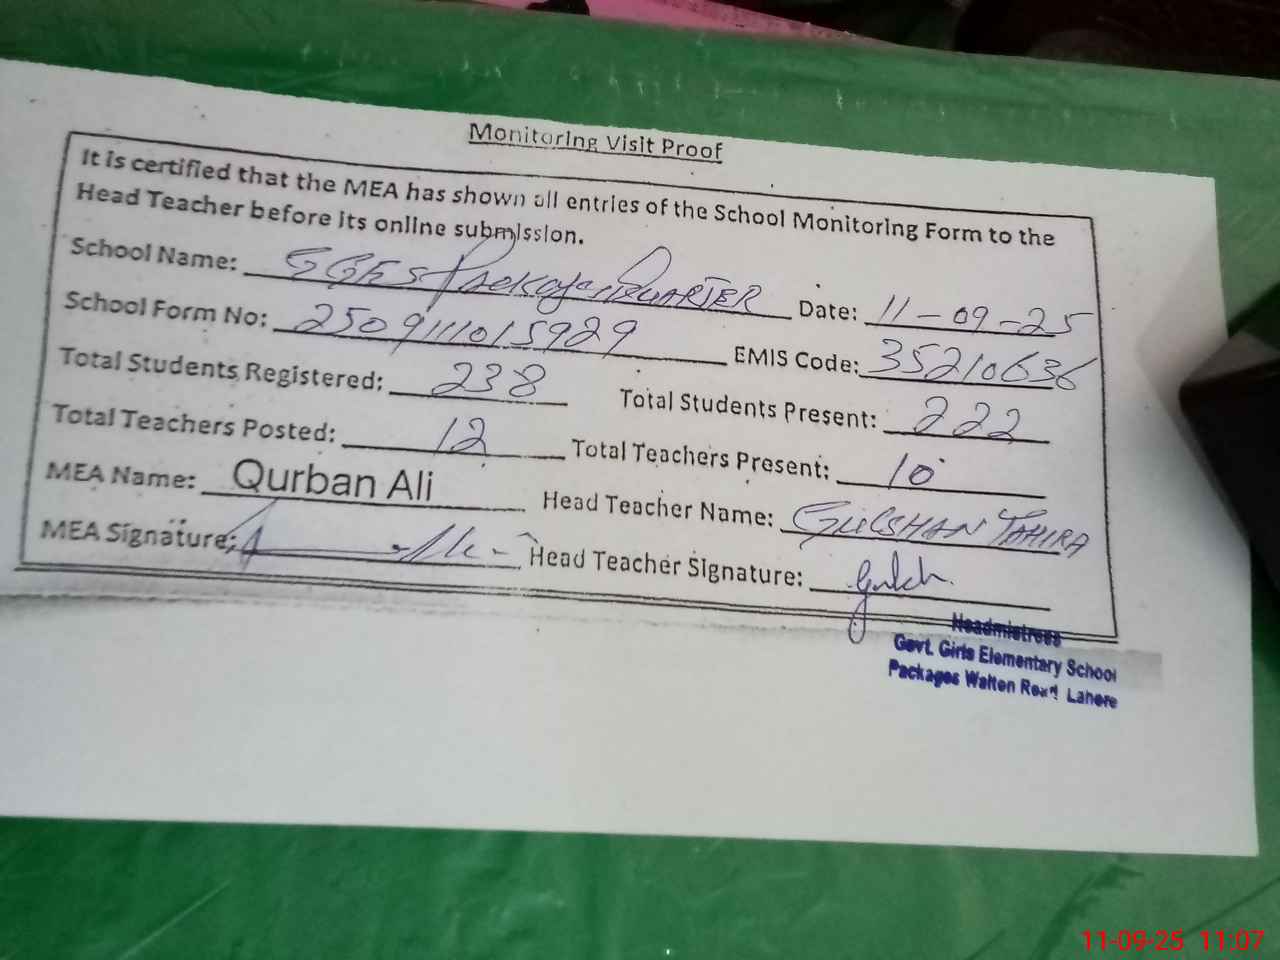 Monitoring Visit Proof
It is certified that the MEA has shown all entries of the School Monitoring Form to the
Head Teacher before its online submission.
School Name: GGES Packages QUARTER Date: 11-09-25
School Form No: 2509111015929 EMIS Code: 35210636
Total Students Registered: 238 Total Students Present: 222
Total Teachers Posted: 12 Total Teachers Present: 10
MEA Name: Qurban Ali Head Teacher Name: GULSHAN TAHIRA
MEA Signature: Head Teacher Signature:
Headmistress
Govt. Girls Elementary School
Packages Walton Road Lahore
11-09-25 11:07